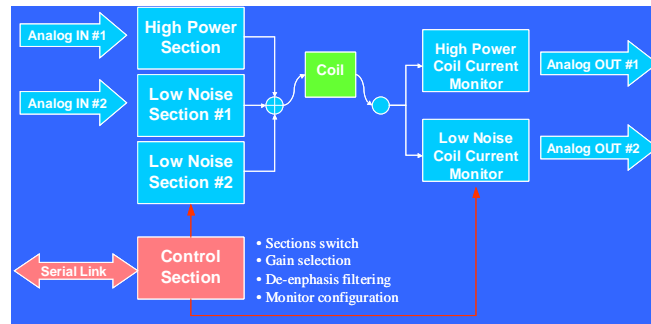 Analog IN #1
High Power
Section
Analog IN #2
Low Noise
Section #1
Low Noise
Section #2
Coil
High Power
Coil Current
Monitor
Analog OUT #1
Low Noise
Coil Current
Monitor
Analog OUT #2
Serial Link
Control
Section
• Sections switch
• Gain selection
• De-enphasis filtering
• Monitor configuration